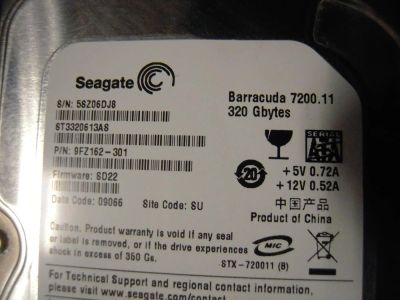 Seagate
Barracuda 7200.11
320 Gbytes
S/N: 5SZ06DJ8
ST3320613AS
P/N: 9FZ162-301
Firmware: SD22
Date Code: 09066 Site Code: SU
SERIAL
ATA
20
+5V 0.72A
+12V 0.52A
中国产品
Product of China
Product warranty is void if any seal
or label is removed, or if the drive experiences
shock in excess of 350 Gs.
MIC
STX-720011 (B)
For Technical Support and regional contact information,
please visit www.seagate.com/contact